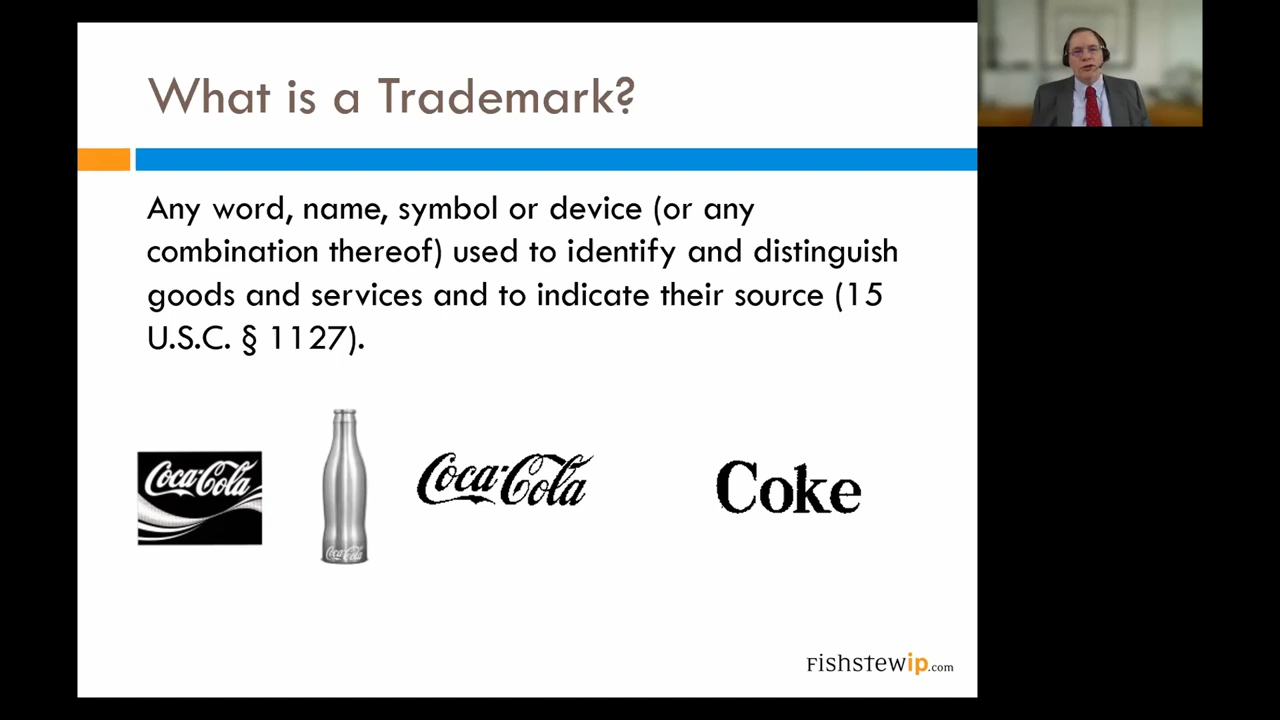 What is a Trademark?
Any word, name, symbol or device (or any
combination thereof) used to identify and distinguish
goods and services and to indicate their source (15
U.S.C. § 1127).
Coca-Cola
Coca-Cola
Coca-Cola
Coke
Fishstewip.com